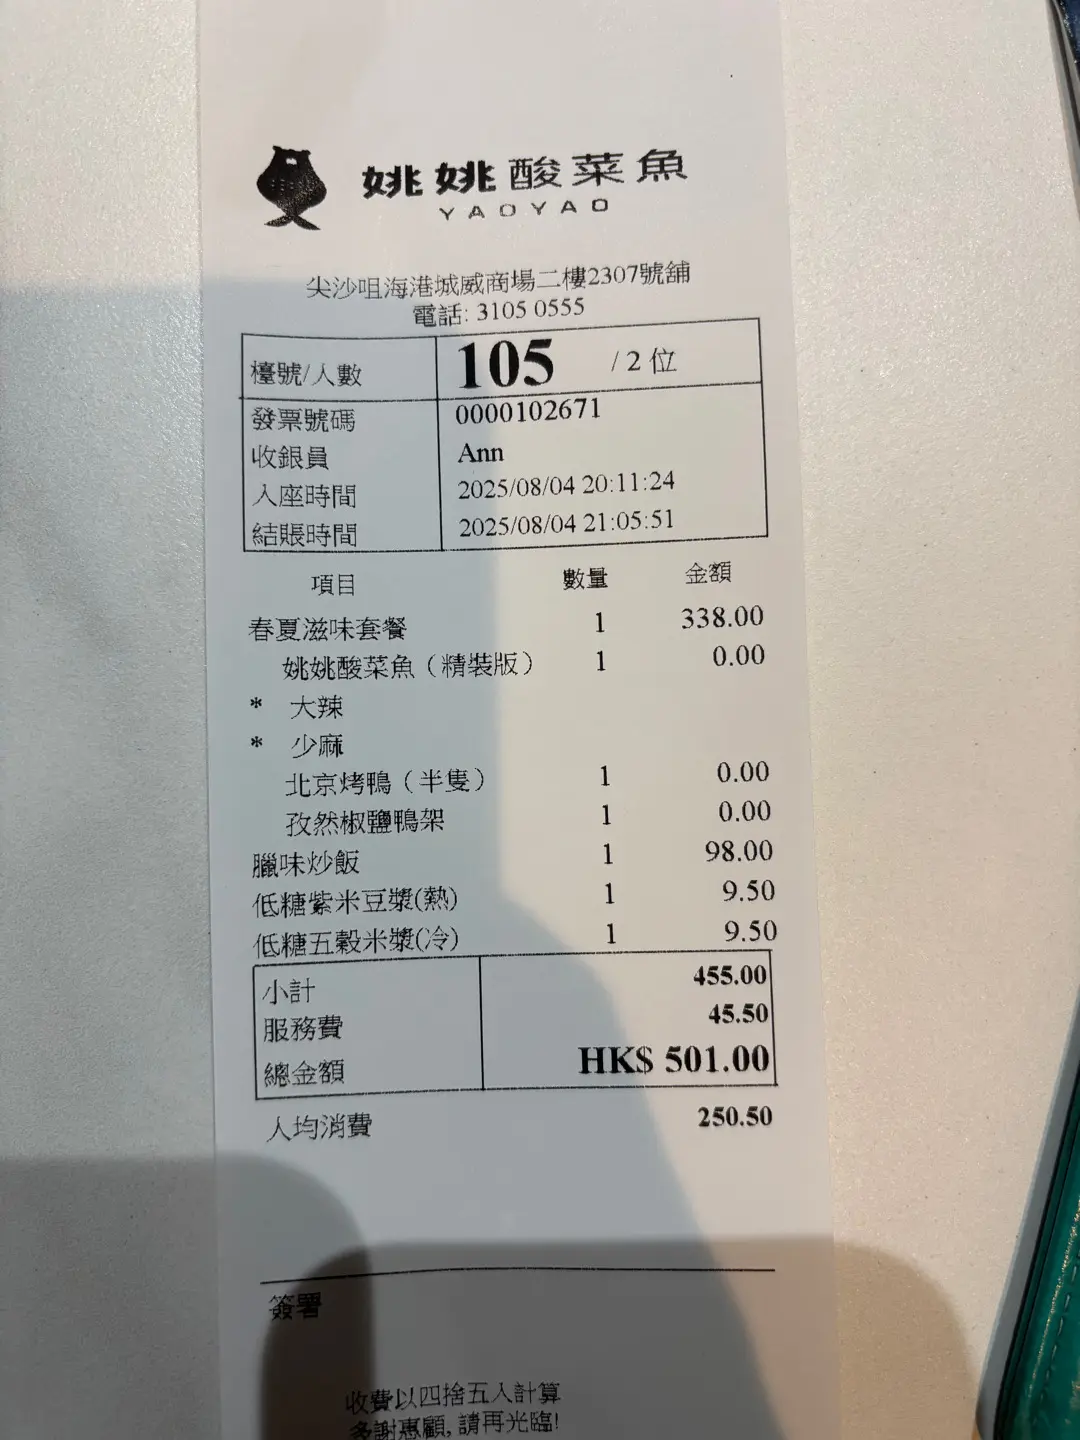 姚姚酸菜魚
YAOYAO
尖沙咀海港城威商場二樓2307號舖
電話: 3105 0555
檯號/人數 105 / 2 位
發票號碼 0000102671
收銀員 Ann
入座時間 2025/08/04 20:11:24
結賬時間 2025/08/04 21:05:51
項目 數量 金額
春夏滋味套餐 1 338.00
姚姚酸菜魚（精裝版） 1 0.00
* 大辣
* 少麻
北京烤鴨（半隻） 1 0.00
孜然椒鹽鴨架 1 0.00
臘味炒飯 1 98.00
低糖紫米豆漿(熱) 1 9.50
低糖五穀米漿(冷) 1 9.50
小計 455.00
服務費 45.50
總金額 HK$ 501.00
人均消費 250.50
簽署
收費以四捨五入計算
多謝惠顧, 請再光臨!